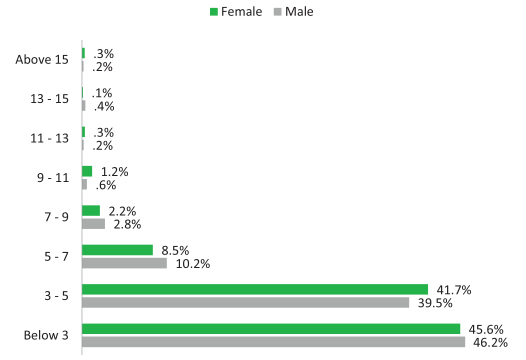 Female Male
Above 15
.3%
.2%
13 - 15
.1%
.4%
11 - 13
.3%
.2%
9 - 11
1.2%
.6%
7 - 9
2.2%
2.8%
5 - 7
8.5%
10.2%
3 - 5
41.7%
39.5%
Below 3
45.6%
46.2%